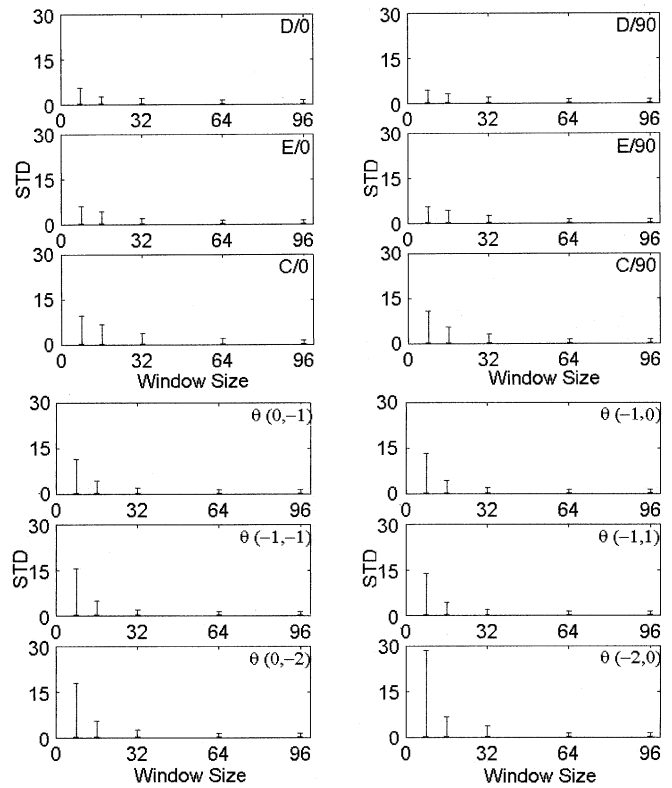 30
15
0
0 32 64 96
D/0
30
15
0
0 32 64 96
D/90
30
15
0
STD
0 32 64 96
E/0
30
15
0
STD
0 32 64 96
E/90
30
15
0
0 32 64 96
C/0
Window Size
30
15
0
0 32 64 96
C/90
Window Size
30
15
0
0 32 64 96
θ (0,−1)
30
15
0
0 32 64 96
θ (−1,0)
30
15
0
STD
0 32 64 96
θ (−1,−1)
30
15
0
STD
0 32 64 96
θ (−1,1)
30
15
0
0 32 64 96
θ (0,−2)
Window Size
30
15
0
0 32 64 96
θ (−2,0)
Window Size